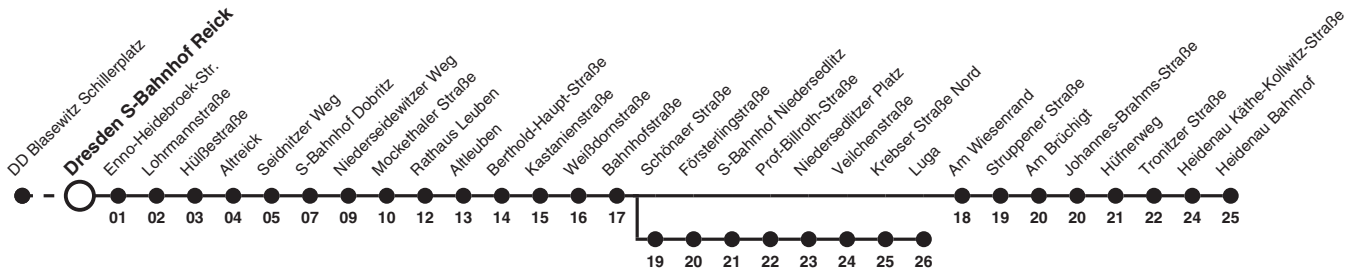 DD Blasewitz Schillerplatz
Dresden S-Bahnhof Reick
Enno-Heidebroek-Str.
Lohrmannstraße
Hülßestraße
Altreick
Seidnitzer Weg
S-Bahnhof Dobritz
Niederseidewitzer Weg
Mockethaler Straße
Rathaus Leuben
Altleuben
Berthold-Haupt-Straße
Kastanienstraße
Weißdornstraße
Bahnhofstraße
Schönaer Straße
Försterlingstraße
S-Bahnhof Niedersedlitz
Prof-Billroth-Straße
Niedersedlitzer Platz
Veilchenstraße
Krebser Straße Nord
Luga
Am Wiesenrand
Struppener Straße
Am Brüchigt
Johannes-Brahms-Straße
Hüfnerweg
Tronitzer Straße
Heidenau Käthe-Kollwitz-Straße
Heidenau Bahnhof
01 02 03 04 05 07 09 10 12 13 14 15 16 17 18 19 20 20 21 22 24 25
19 20 21 22 23 24 25 26